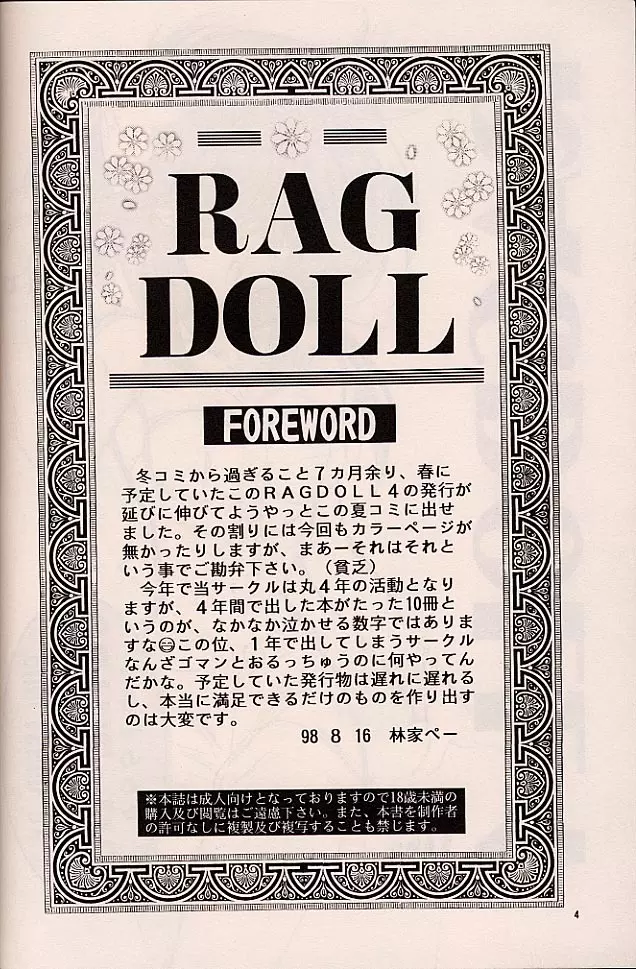 RAG
DOLL
FOREWORD
冬コミから過ぎること7カ月余り、春に
予定していたこのRAGDOLL4の発行が
延びに伸びてようやっとこの夏コミに出せ
ました。その割りには今回もカラーページが
無かったりしますが、まあーそれはそれと
いう事でご勘弁下さい。（貧乏）
今年で当サークルは丸4年の活動となり
ますが、4年間で出した本がたった10冊と
いうのが、なかなか泣かせる数字ではありま
すな😄この位、1年で出してしまうサークル
なんざゴマンとおるっちゅうのに何やってん
だかな。予定していた発行物は遅れに遅れる
し、本当に満足できるだけのものを作り出す
のは大変です。
98 8 16 林家ペー
※本誌は成人向けとなっておりますので18歳未満の
購入及び閲覧はご遠慮下さい。また、本書を制作者
の許可なしに複製及び複写することも禁じます。
4